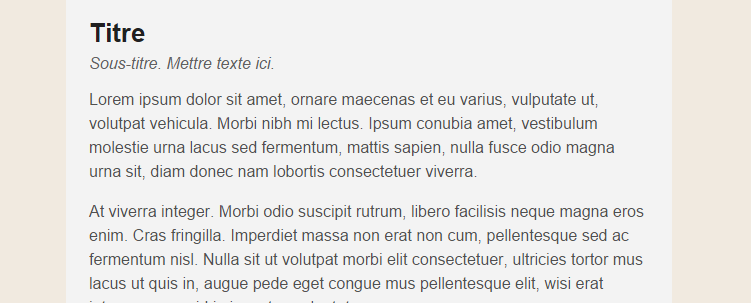 Titre
Sous-titre. Mettre texte ici.
Lorem ipsum dolor sit amet, ornare maecenas et eu varius, vulputate ut,
volutpat vehicula. Morbi nibh mi lectus. Ipsum conubia amet, vestibulum
molestie urna lacus sed fermentum, mattis sapien, nulla fusce odio magna
urna sit, diam donec nam lobortis consectetuer viverra.
At viverra integer. Morbi odio suscipit rutrum, libero facilisis neque magna eros
enim. Cras fringilla. Imperdiet massa non erat non cum, pellentesque sed ac
fermentum nisl. Nulla sit ut volutpat morbi elit consectetuer, ultricies tortor mus
lacus ut quis in, augue pede eget congue mus pellentesque elit, wisi erat